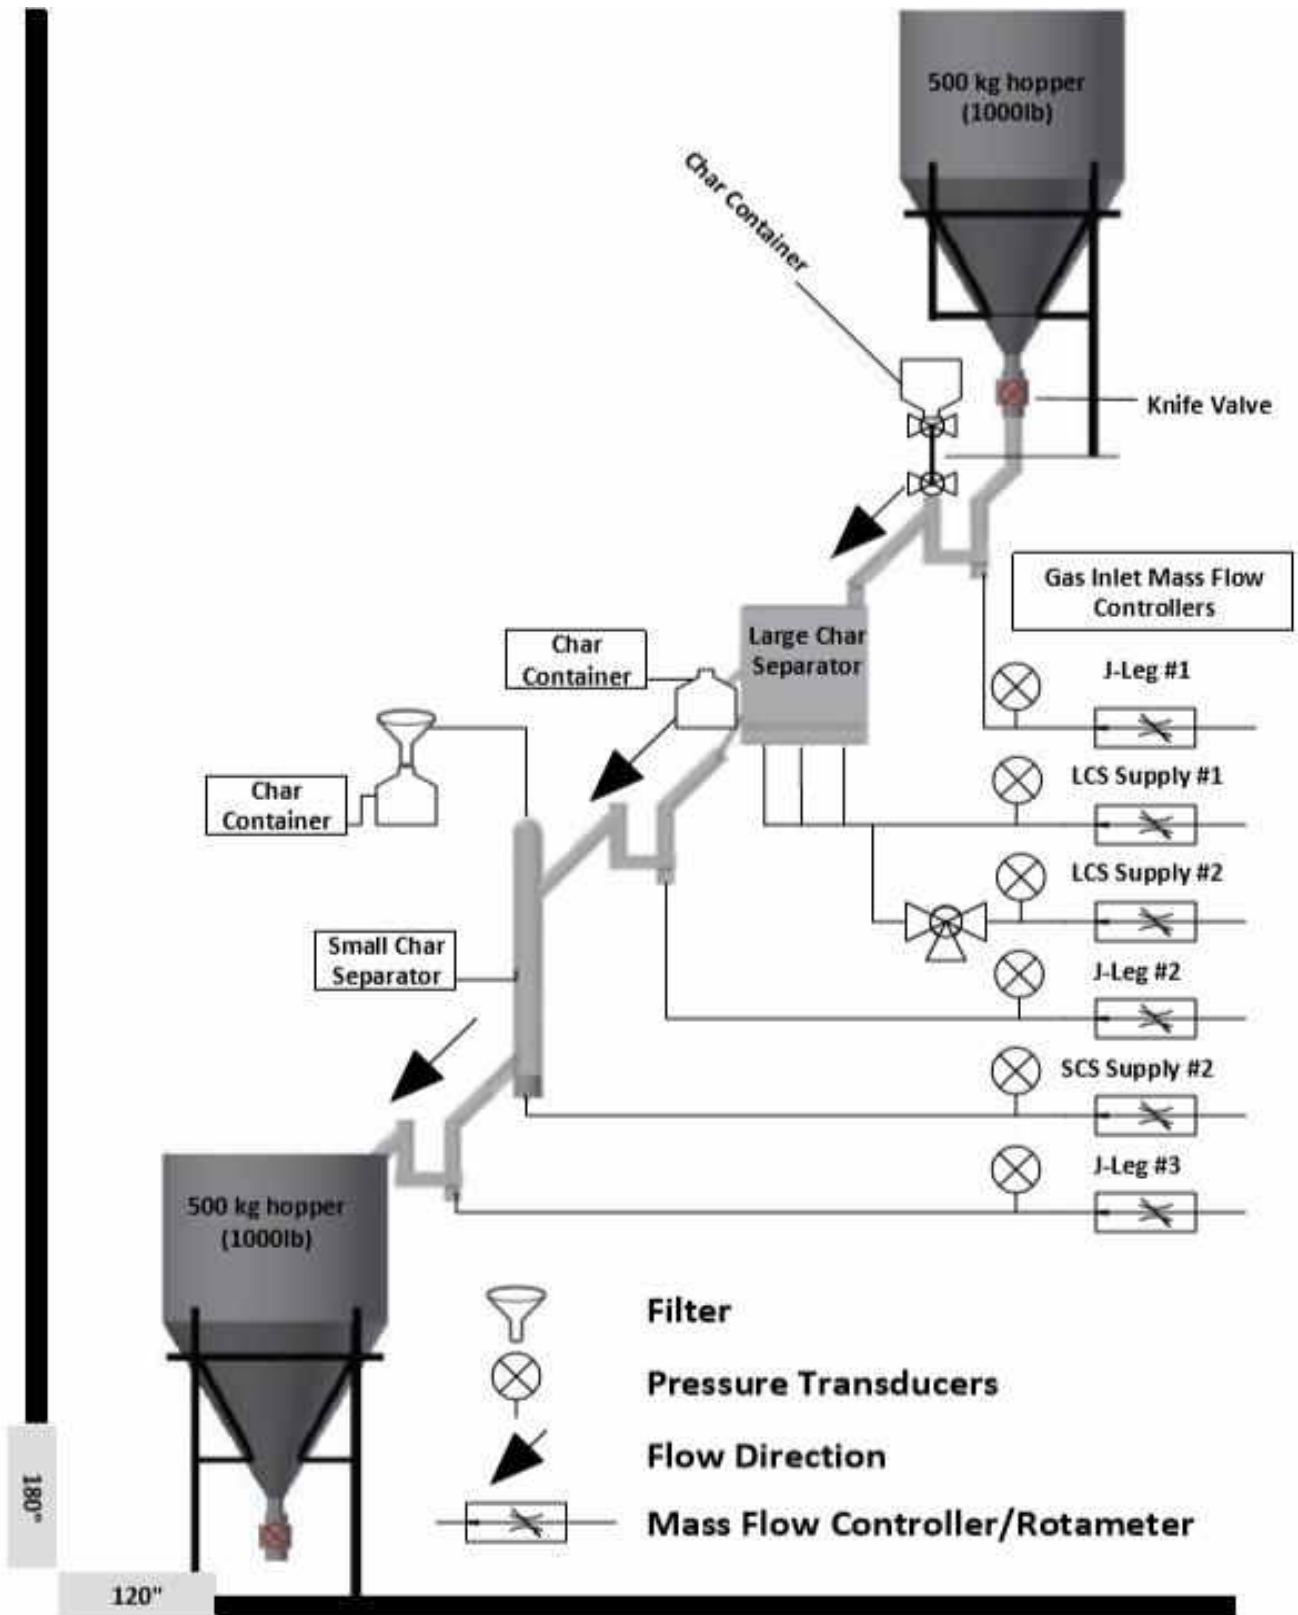 500 kg hopper
(1000lb)
Char Container
Knife Valve
Gas Inlet Mass Flow
Controllers
Large Char
Separator
Char
Container
J-Leg #1
LCS Supply #1
Char
Container
LCS Supply #2
Small Char
Separator
J-Leg #2
SCS Supply #2
J-Leg #3
500 kg hopper
(1000lb)
Filter
Pressure Transducers
Flow Direction
Mass Flow Controller/Rotameter
180"
120"